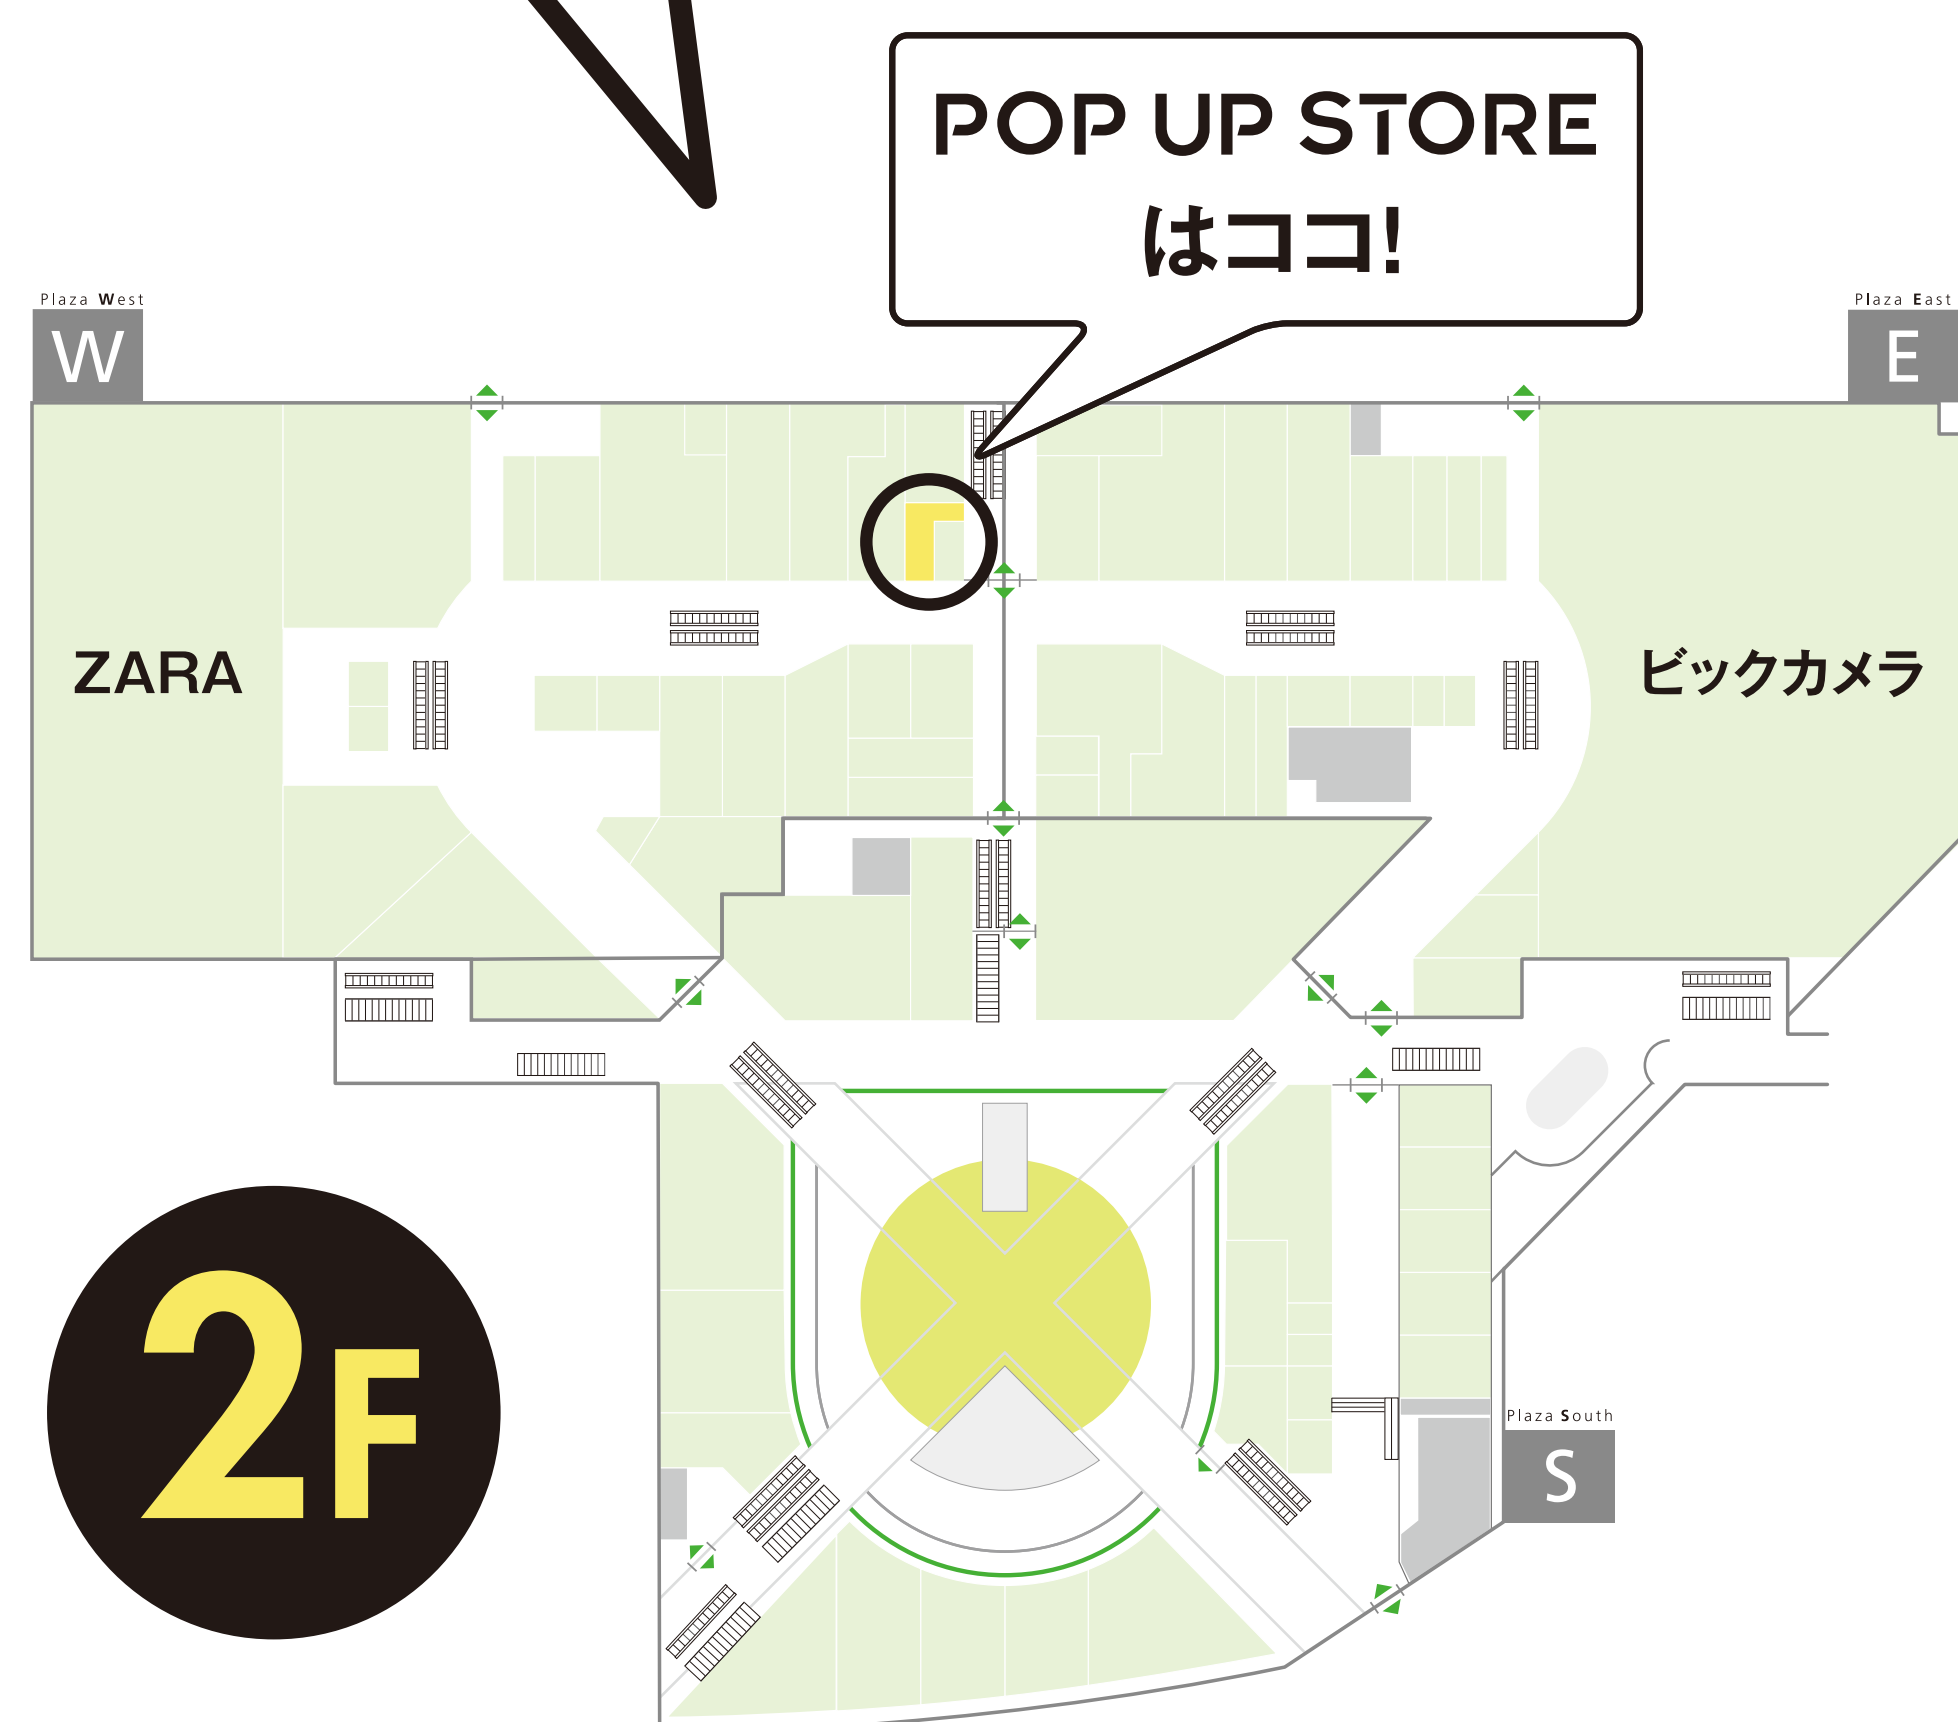 POP UP STORE
はココ!
Plaza West
W
Plaza East
E
ZARA
ビックカメラ
2F
Plaza South
S